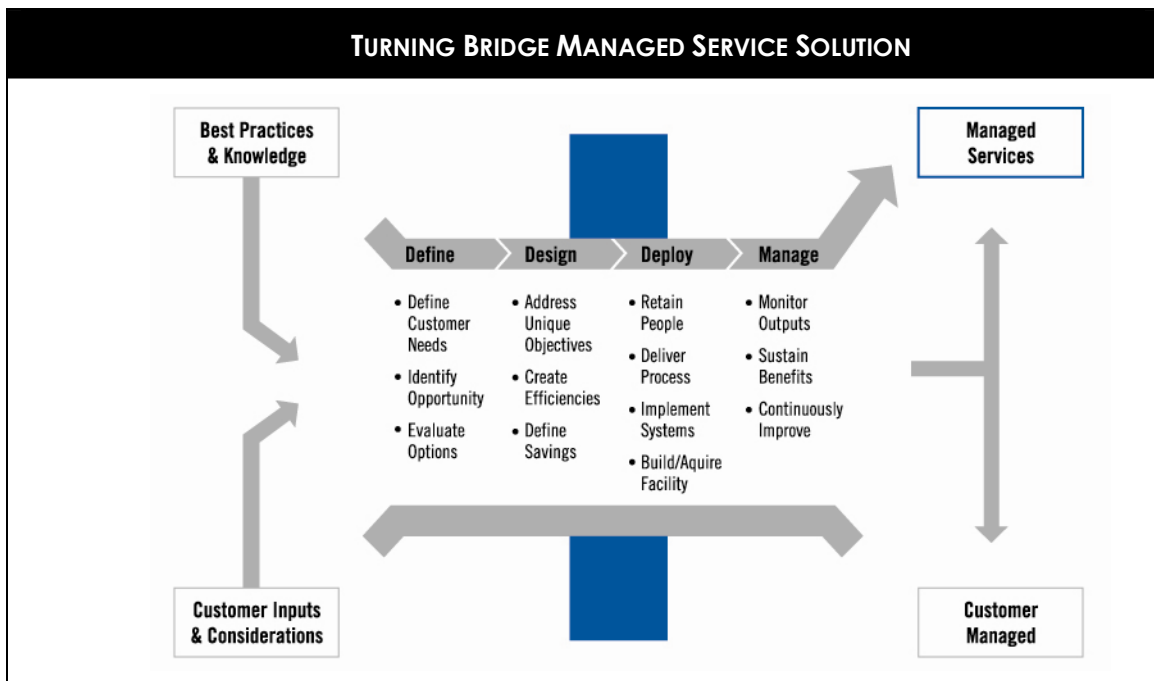 TURNING BRIDGE MANAGED SERVICE SOLUTION
Best Practices
& Knowledge
Managed
Services
Define
Design
Deploy
Manage
• Define
Customer
Needs
• Identify
Opportunity
• Evaluate
Options
• Address
Unique
Objectives
• Create
Efficiencies
• Define
Savings
• Retain
People
• Deliver
Process
• Implement
Systems
• Build/Aquire
Facility
• Monitor
Outputs
• Sustain
Benefits
• Continuously
Improve
Customer Inputs
& Considerations
Customer
Managed